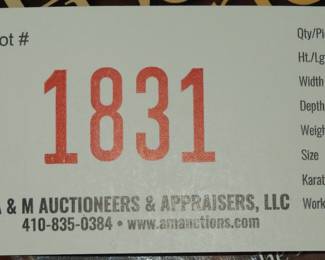 ot #
1831
A & M AUCTIONEERS & APPRAISERS, LLC
410-835-0384 • www.amauctions.com
Qty/Pi
Ht./Lg
Width
Depth
Weigh
Size
Karat
Work